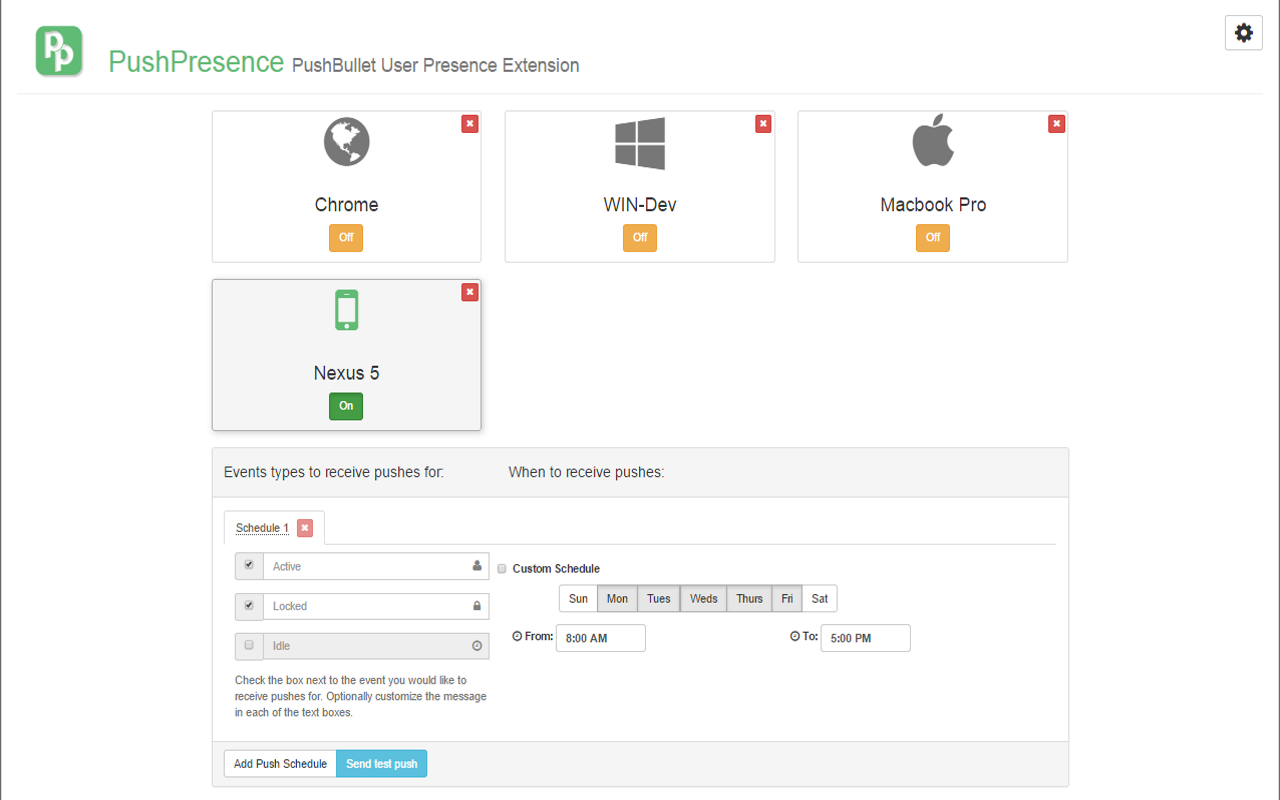 PP
PushPresence PushBullet User Presence Extension
Chrome
Off
WIN-Dev
Off
Macbook Pro
Off
Nexus 5
On
Events types to receive pushes for: When to receive pushes:
Schedule 1
Active
Locked
Idle
Check the box next to the event you would like to
receive pushes for. Optionally customize the message
in each of the text boxes.
Custom Schedule
Sun Mon Tues Weds Thurs Fri Sat
From: 8:00 AM To: 5:00 PM
Add Push Schedule Send test push